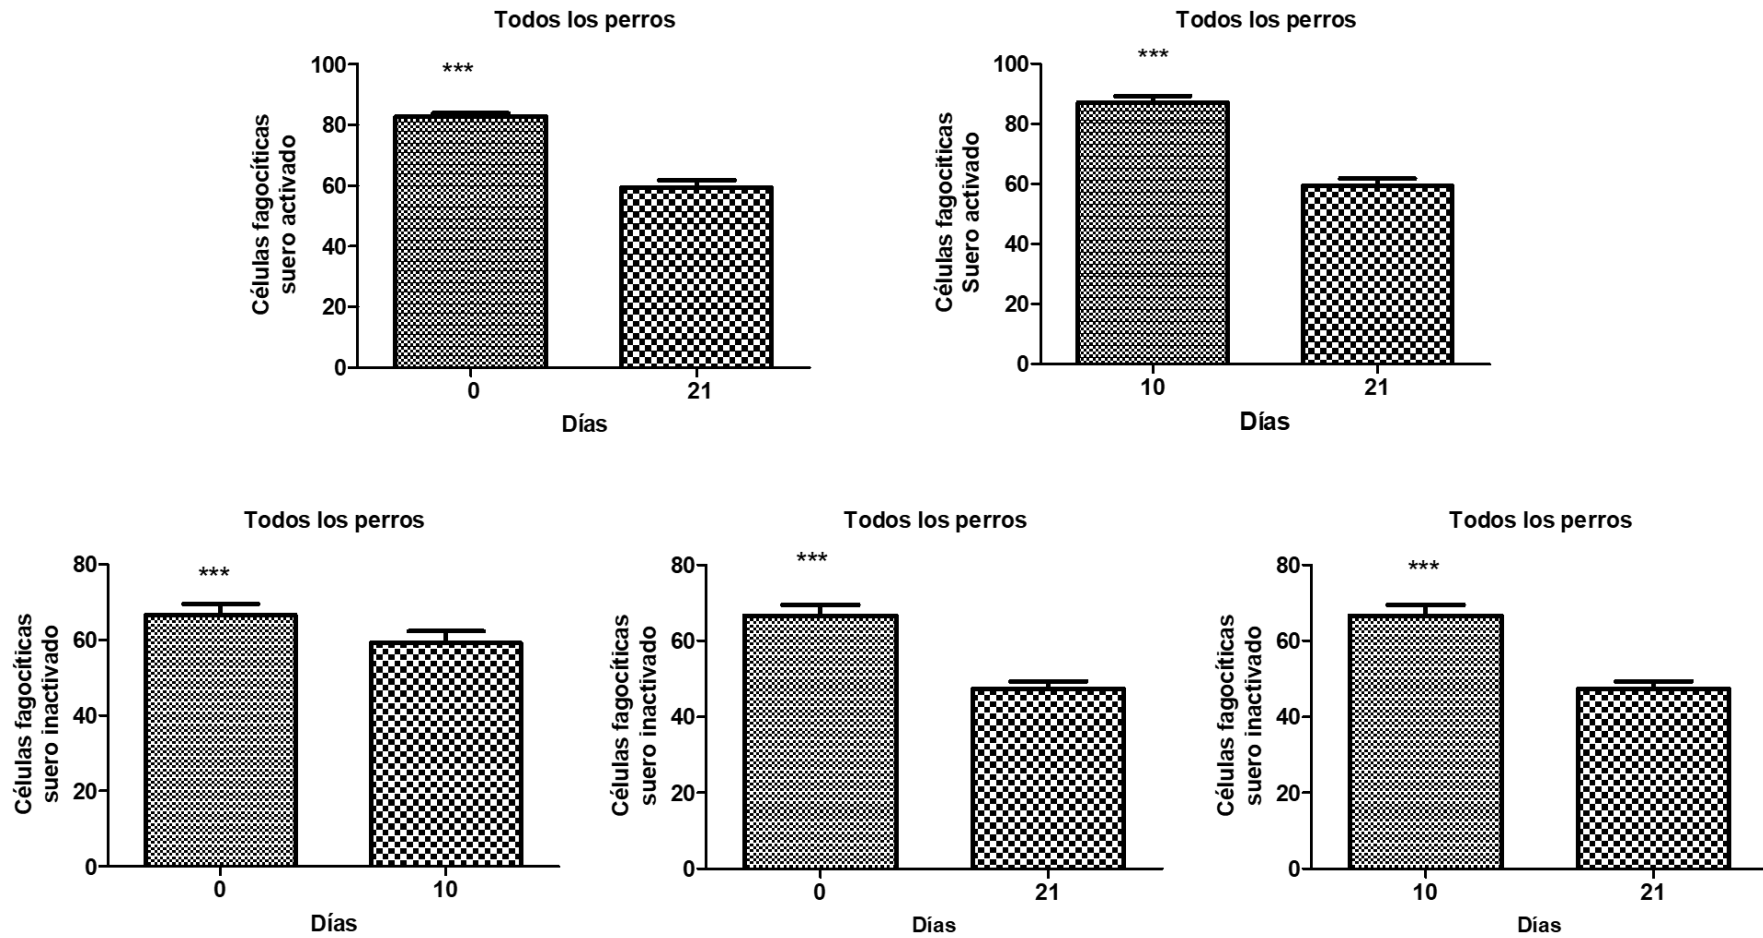 Todos los perros
***
100
80
60
40
20
0
Células fagocíticas
suero activado
0 21
Días
Todos los perros
***
100
80
60
40
20
0
Células fagocíticas
Suero activado
10 21
Días
Todos los perros
***
80
60
40
20
0
Células fagocíticas
suero inactivado
0 10
Días
Todos los perros
***
80
60
40
20
0
Células fagocíticas
suero inactivado
0 21
Días
Todos los perros
***
80
60
40
20
0
Células fagocíticas
suero inactivado
10 21
Días